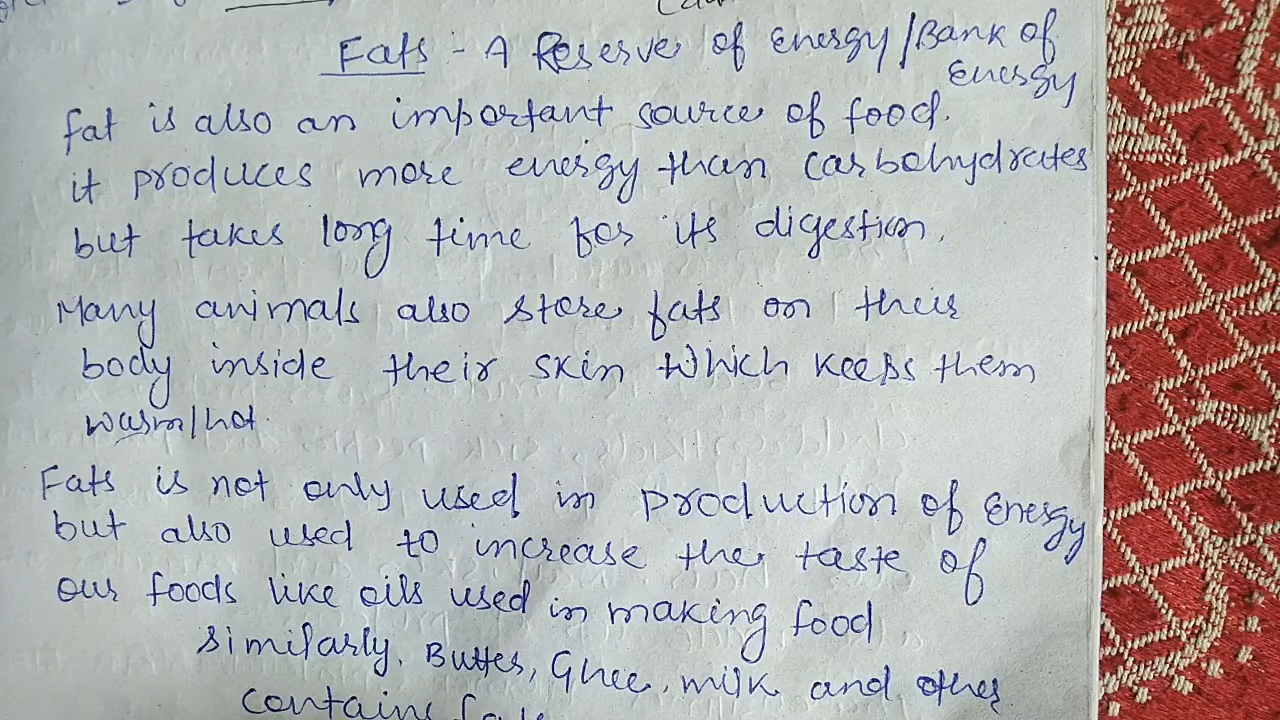 Fats - A Reserve of Energy/Bank of
Energy
fat is also an important source of food.
it produces more energy than carbohydrates
but takes long time for its digestion.
Many animals also store fats on their
body inside their skin which keeps them
warm/hot.
Fats is not only used in production of energy
but also used to increase the taste of
our foods like oils used in making food
Similarly, Butter, Ghee, milk and other
contains fats